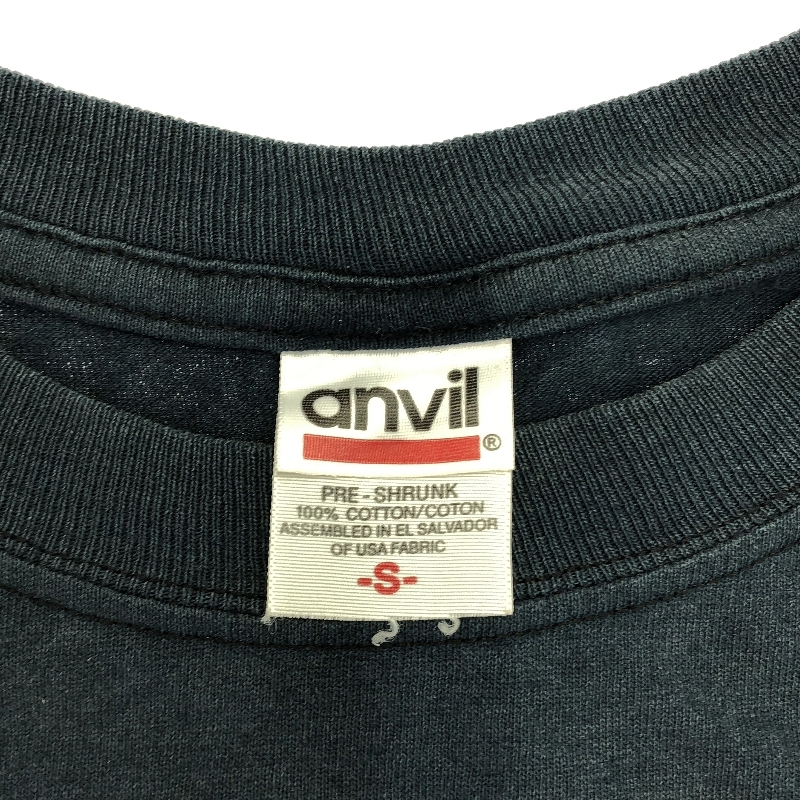 anvil®
PRE-SHRUNK
100% COTTON/COTON
ASSEMBLED IN EL SALVADOR
OF USA FABRIC
-S-